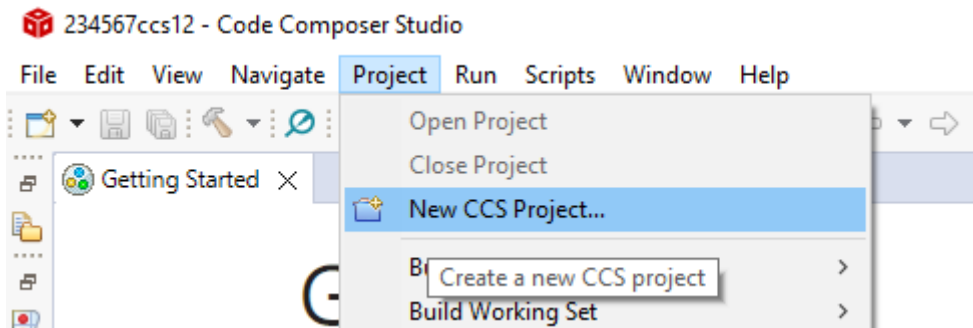 234567ccs12 - Code Composer Studio
File Edit View Navigate Project Run Scripts Window Help
Open Project
Close Project
Getting Started
New CCS Project...
Create a new CCS project
Build Working Set